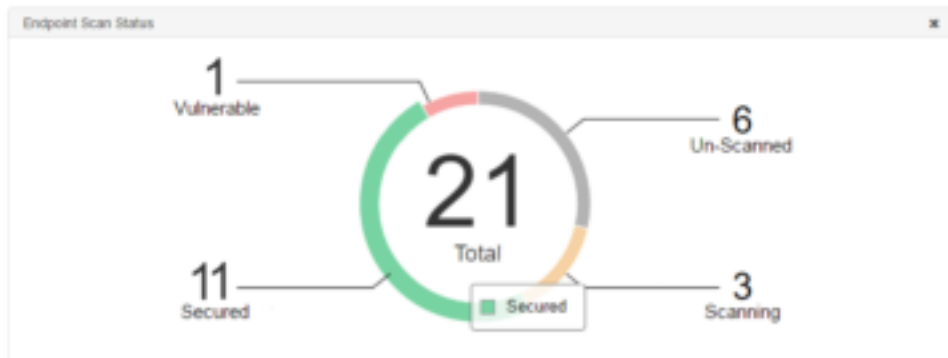 Endpoint Scan Status
1
Vulnerable
6
Un-Scanned
21
Total
11
Secured
3
Scanning
Secured